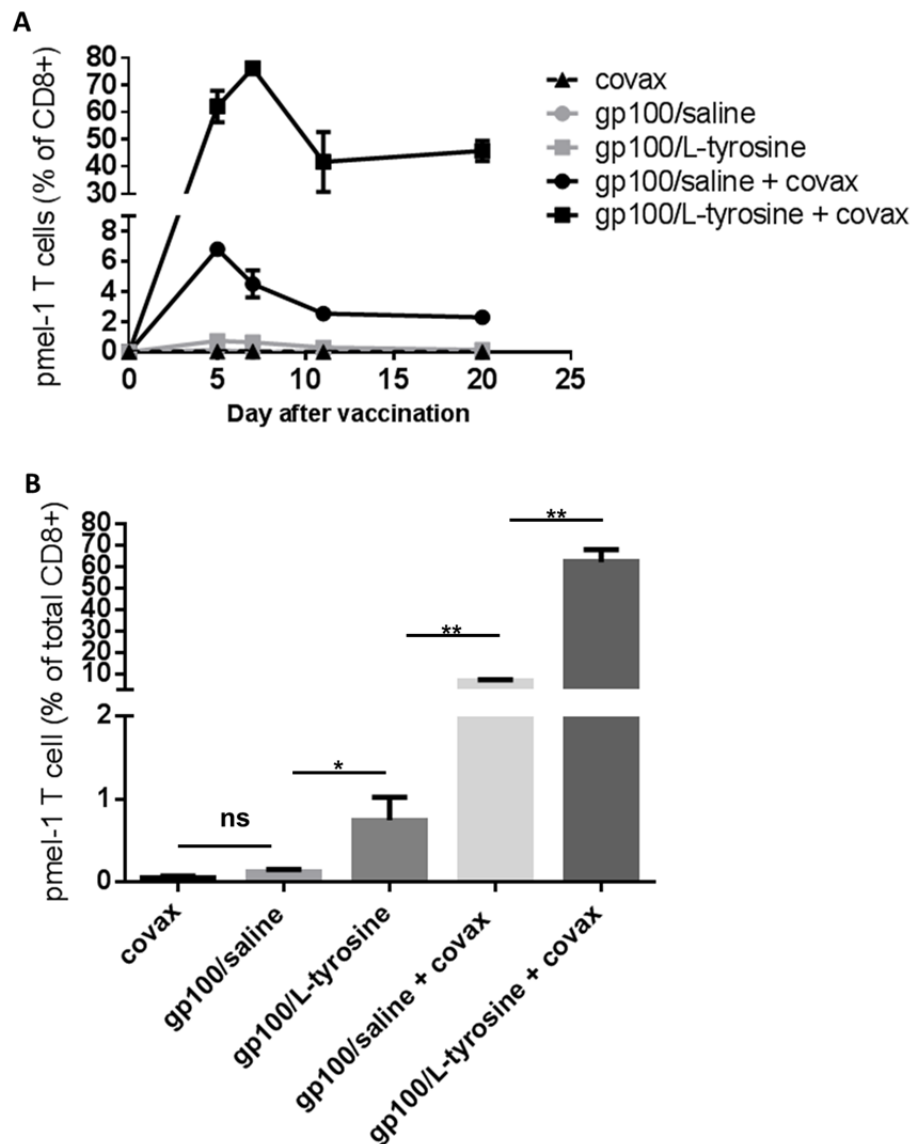 A
pmel-1 T cells (% of CD8+)
80
70
60
50
40
30
8
6
4
2
0
0 5 10 15 20 25
Day after vaccination
covax
gp100/saline
gp100/L-tyrosine
gp100/saline + covax
gp100/L-tyrosine + covax
B
pmel-1 T cell (% of total CD8+)
80
70
60
50
40
30
20
10
2
1
0
ns
*
**
**
covax
gp100/saline
gp100/L-tyrosine
gp100/saline + covax
gp100/L-tyrosine + covax